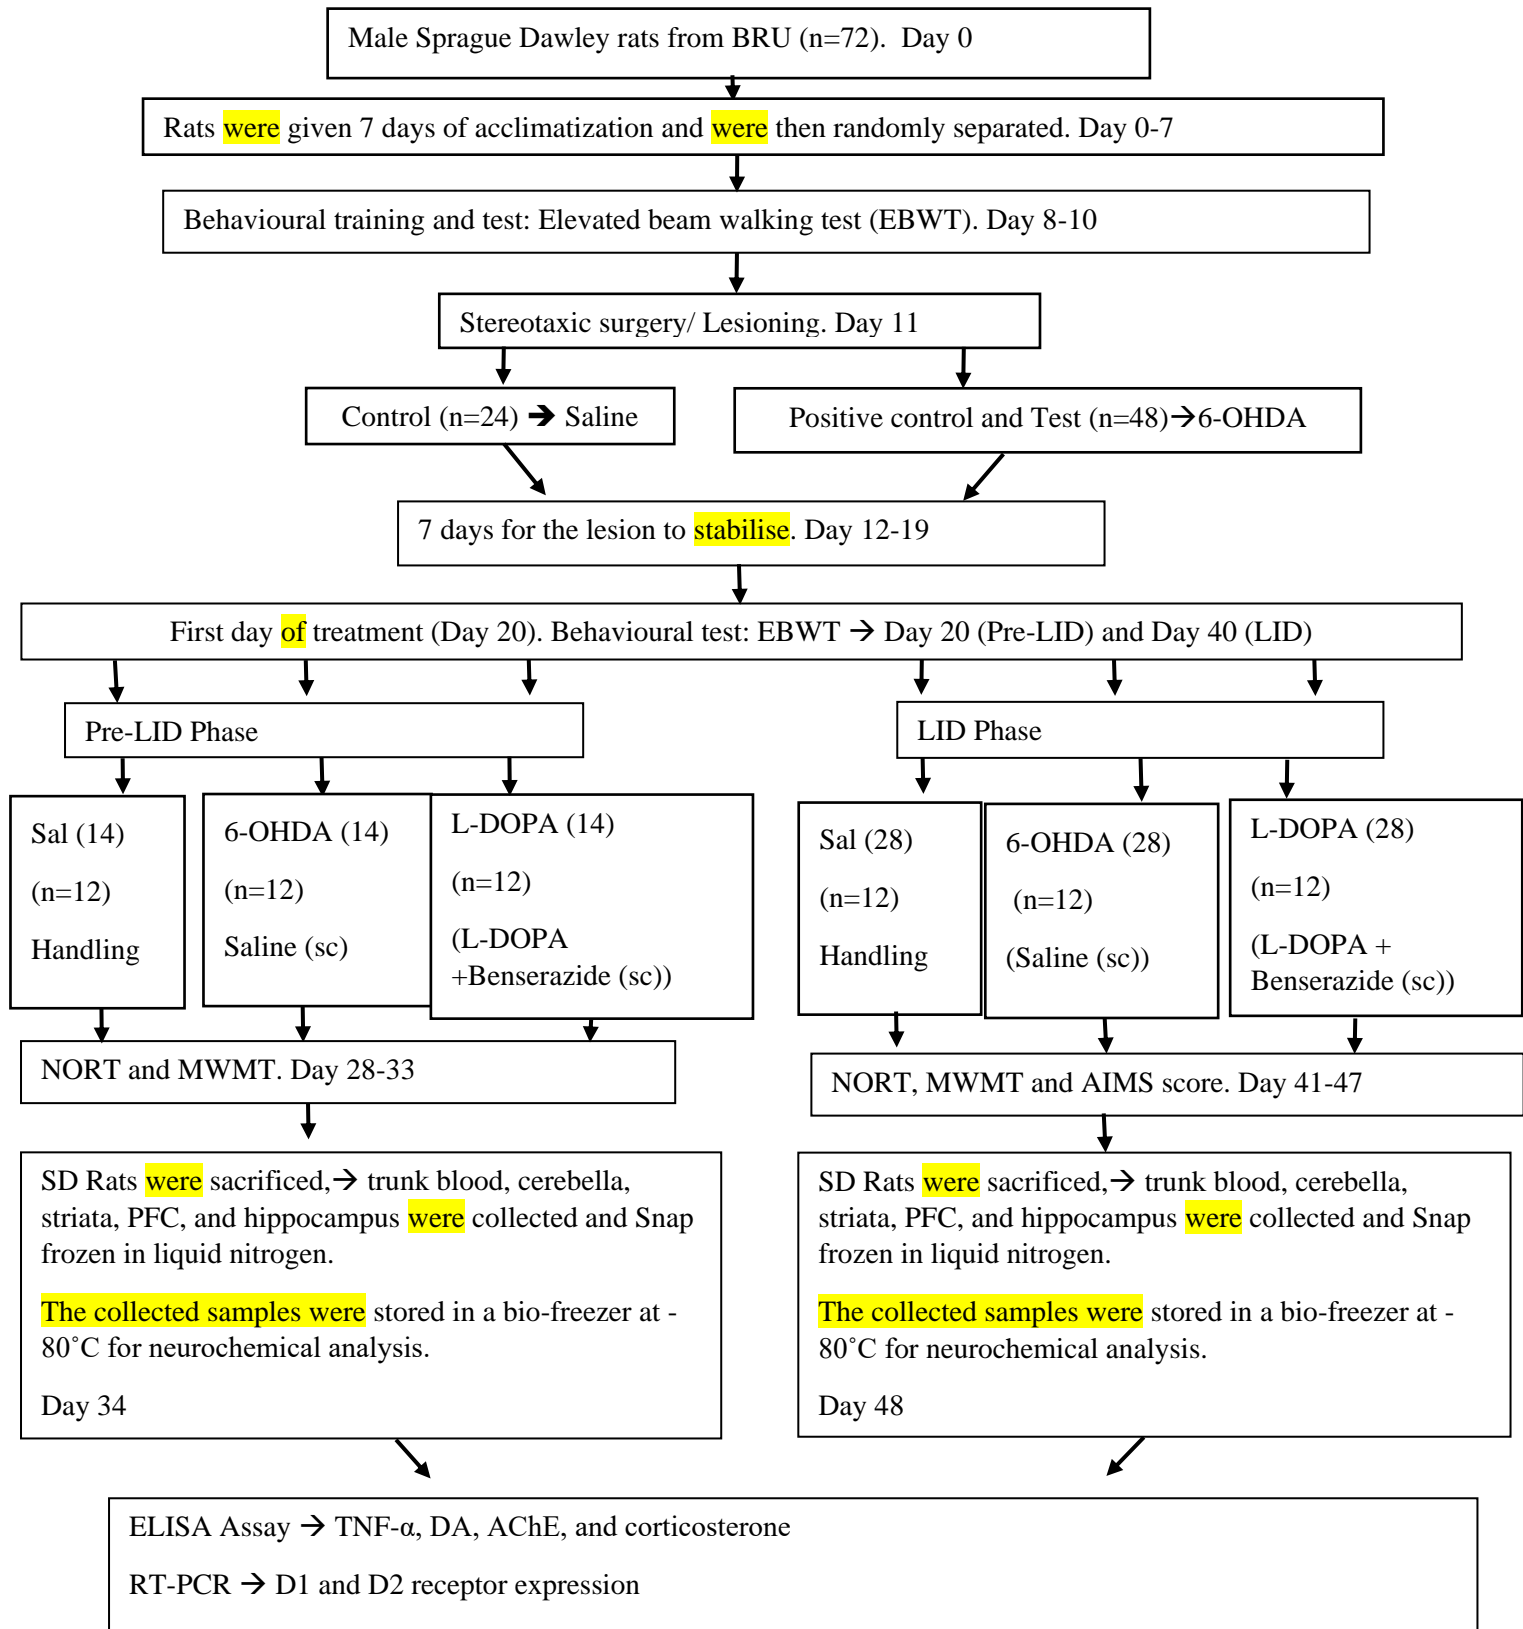 Male Sprague Dawley rats from BRU (n=72). Day 0
Rats were given 7 days of acclimatization and were then randomly separated. Day 0-7
Behavioural training and test: Elevated beam walking test (EBWT). Day 8-10
Stereotaxic surgery/ Lesioning. Day 11
Control (n=24) ➔ Saline
Positive control and Test (n=48)→6-OHDA
7 days for the lesion to stabilise. Day 12-19
First day of treatment (Day 20). Behavioural test: EBWT → Day 20 (Pre-LID) and Day 40 (LID)
Pre-LID Phase
LID Phase
Sal (14)
(n=12)
Handling
6-OHDA (14)
(n=12)
Saline (sc)
L-DOPA (14)
(n=12)
(L-DOPA
+Benserazide (sc))
Sal (28)
(n=12)
Handling
6-OHDA (28)
(n=12)
(Saline (sc))
L-DOPA (28)
(n=12)
(L-DOPA +
Benserazide (sc))
NORT and MWMT. Day 28-33
NORT, MWMT and AIMS score. Day 41-47
SD Rats were sacrificed,→ trunk blood, cerebella,
striata, PFC, and hippocampus were collected and Snap
frozen in liquid nitrogen.
The collected samples were stored in a bio-freezer at -
80˚C for neurochemical analysis.
Day 34
SD Rats were sacrificed,→ trunk blood, cerebella,
striata, PFC, and hippocampus were collected and Snap
frozen in liquid nitrogen.
The collected samples were stored in a bio-freezer at -
80˚C for neurochemical analysis.
Day 48
ELISA Assay → TNF-α, DA, AChE, and corticosterone
RT-PCR → D1 and D2 receptor expression